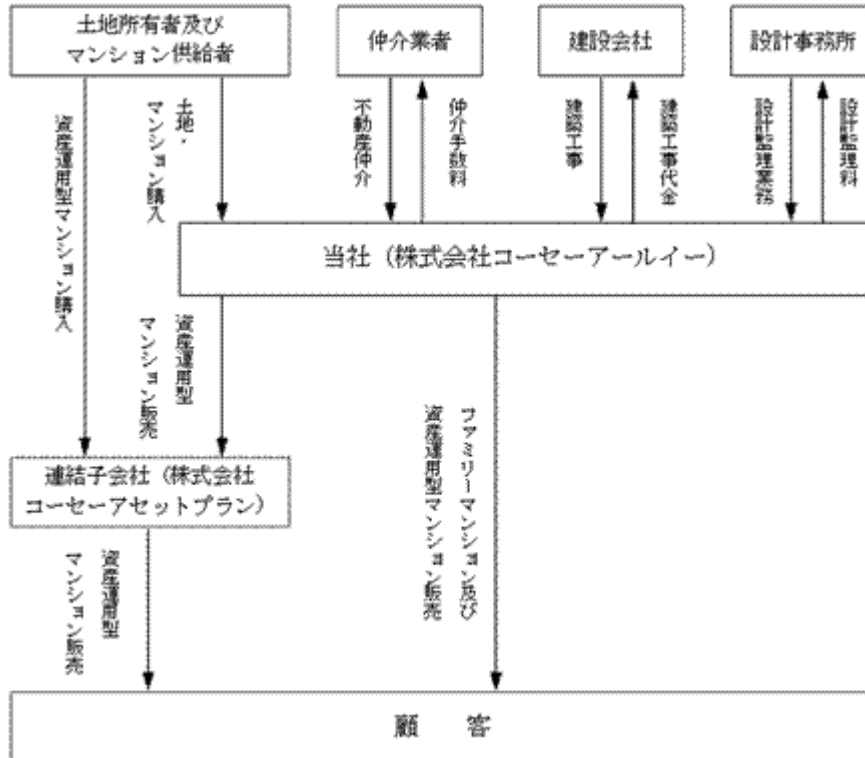 土地所有者及び
マンション供給者
仲介業者
建設会社
設計事務所
資産運用型マンション購入
土地・
マンション購入
不動産仲介
仲介手数料
建築工事
建築工事代金
設計監理業務
設計監理料
当社（株式会社コーセーアールイー）
資産運用型
マンション販売
ファミリーマンション及び
資産運用型マンション販売
連結子会社（株式会社
コーセーアセットプラン）
資産運用型
マンション販売
顧　客